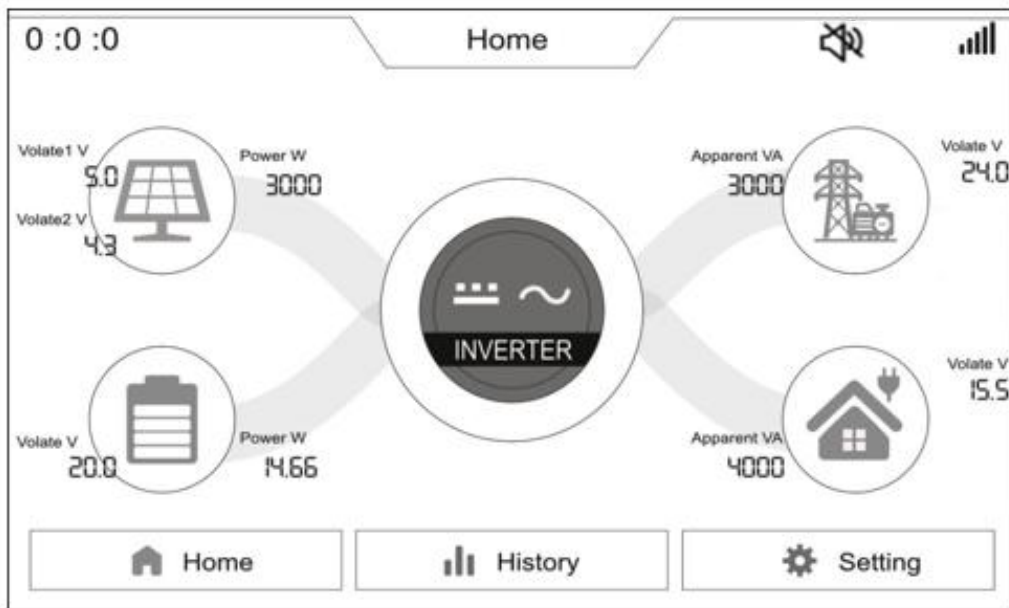 0 :0 :0
Home
Volate1 V
5.0
Volate2 V
4.3
Power W
3000
Apparent VA
3000
Volate V
24.0
INVERTER
Volate V
20.0
Power W
14.66
Apparent VA
4000
Volate V
15.5
Home
History
Setting